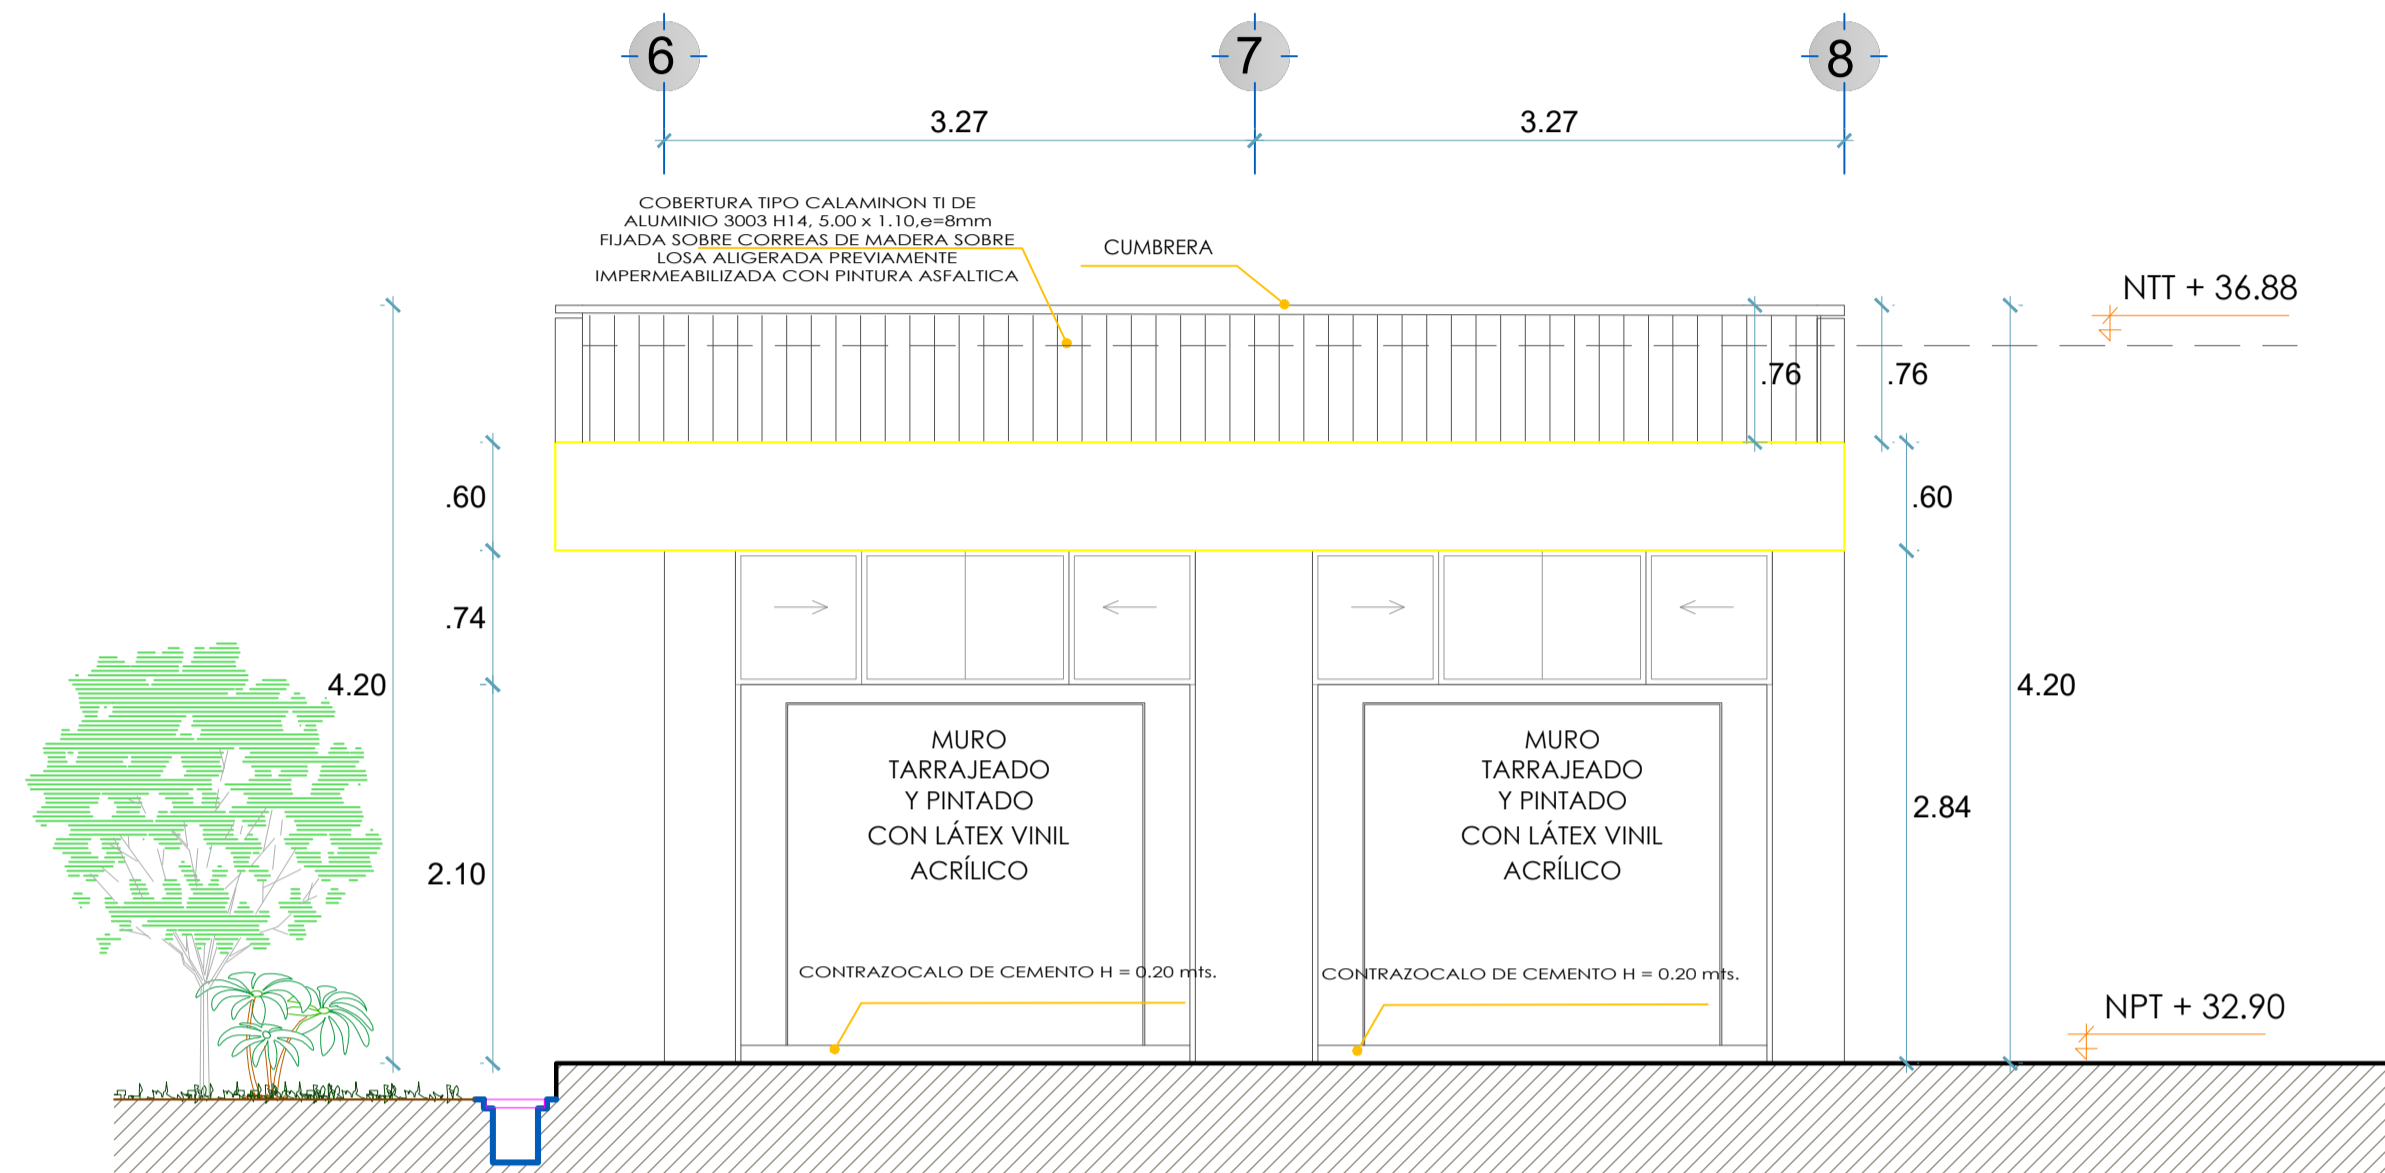 6
7
8
3.27
3.27
COBERTURA TIPO CALAMINON TI DE
ALUMINIO 3003 H14, 5.00 x 1.10,e=8mm
FIJADA SOBRE CORREAS DE MADERA SOBRE
LOSA ALIGERADA PREVIAMENTE
IMPERMEABILIZADA CON PINTURA ASFALTICA
CUMBRERA
NTT + 36.88
.76
.76
.60
.60
.74
4.20
4.20
2.84
2.10
MURO
TARRAJEADO
Y PINTADO
CON LÁTEX VINIL
ACRÍLICO
MURO
TARRAJEADO
Y PINTADO
CON LÁTEX VINIL
ACRÍLICO
CONTRAZOCALO DE CEMENTO H = 0.20 mts.
CONTRAZOCALO DE CEMENTO H = 0.20 mts.
NPT + 32.90